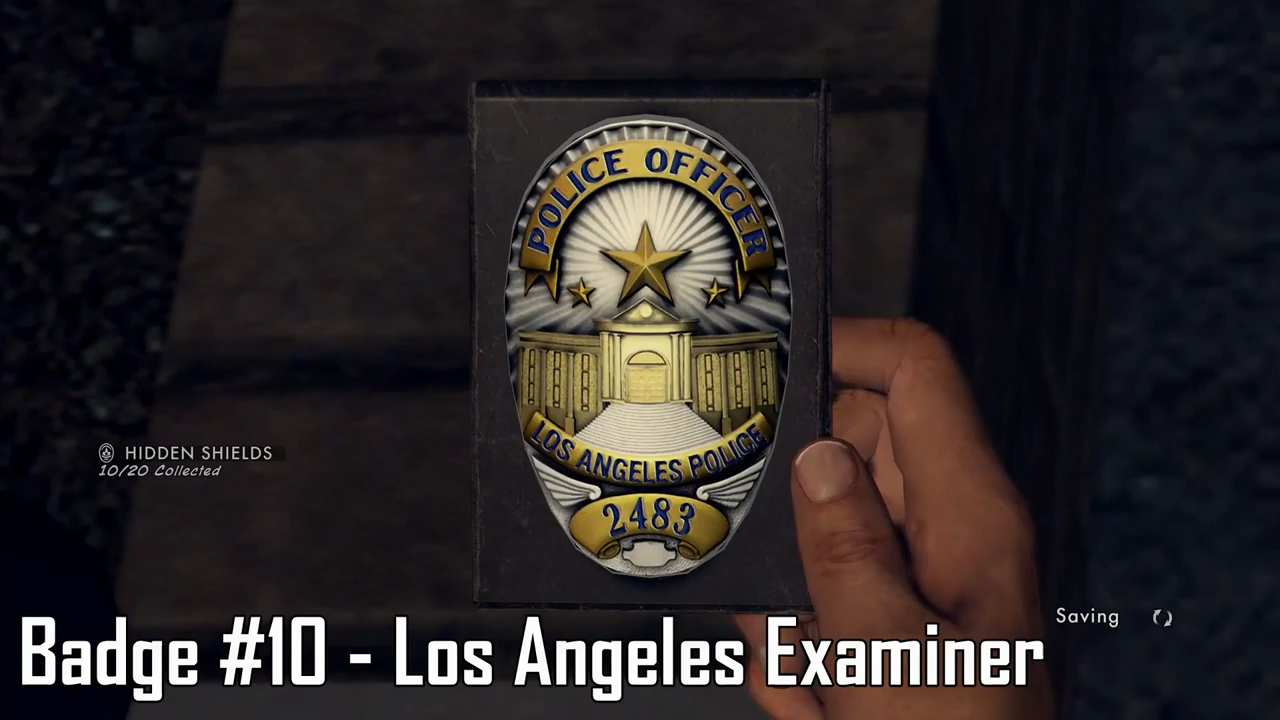 POLICE OFFICER
LOS ANGELES POLICE
2483
HIDDEN SHIELDS
10/20 Collected
Saving
Badge #10 - Los Angeles Examiner